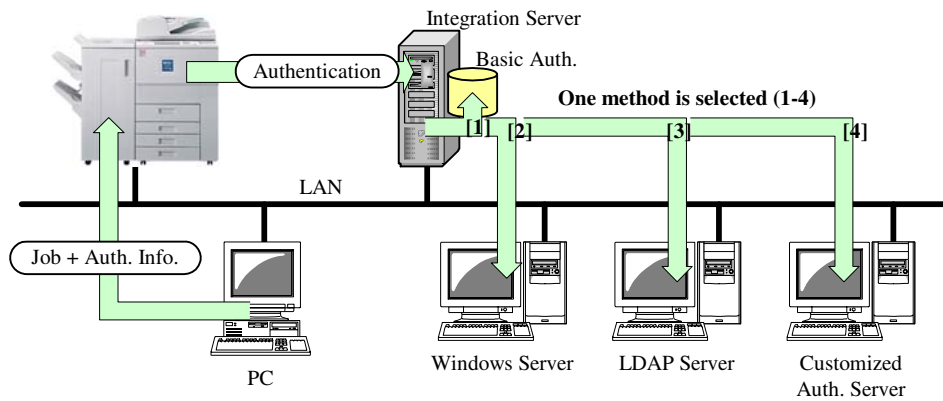 Integration Server
Basic Auth.
Authentication
One method is selected (1-4)
[1]
[2]
[3]
[4]
LAN
Job + Auth. Info.
PC
Windows Server
LDAP Server
Customized
Auth. Server